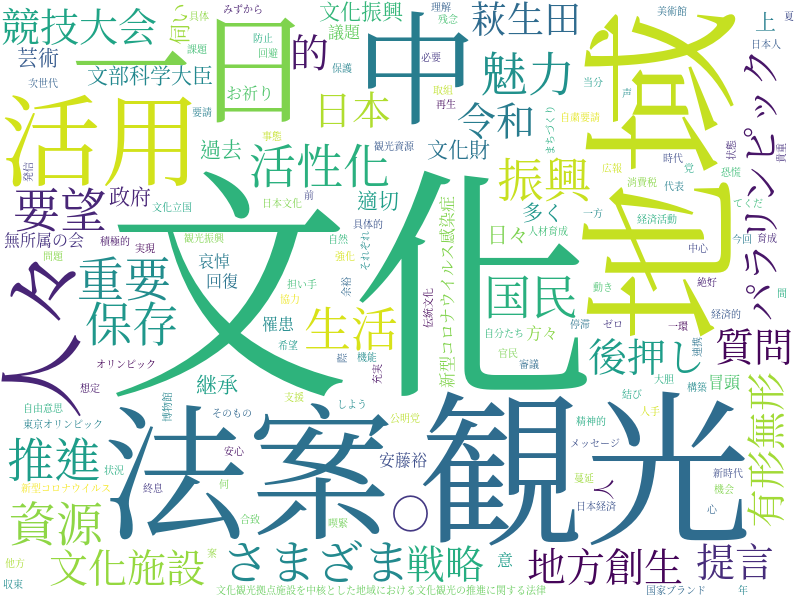 みずから
理解
美術館
夏
競技大会
伺い
具体
文化振興
残念
萩生田
上
日本人
芸術
課題
一日
的
防止
回避
議題
中
必要
魅力
地域
当分
声
パラリンピック
次世代
文部科学大臣
お祈り
日本
保護
取組
再生
令和
自粛要請
まちづくり
状態
貴重
活用
要請
過去
事態
観光資源
文化財
広報
時代
党
恐慌
発信
活性化
振興
消費税
代表
てくだ
要望
政府
日本文化
前
適切
多く
一方
経済活動
文化立国
文化
人材育成
今回
育成
無所属の会
積極的
実現
観光振興
具体的
自然
それぞれ
新型コロナウイルス感染症
日々
動き
中心
絶好
問題
哀悼
強化
人々
重要
回復
担い手
余裕
伝統文化
国民
停滞
ゼロ
一環
経済的
問
保存
罹患
協力
生活
自分たち
方々
連携
希望
際
機能
官民
審議
後押し
質問
オリンピック
想定
継承
充実
大胆
構築
冒頭
自由意思
東京オリンピック
博物館
そのもの
支援
しよう
公明党
結び
人手
有形無形
法案
観光
精神的
推進
状況
安心
安藤裕
メッセージ
新型コロナウイルス
終息
何
蔓延
人
新時代
機会
資源
合致
喫緊
。
日本経済
心
他方
収束
文化施設
案
さまざま
戦略
意
地方創生
提言
文化観光拠点施設を中核とした地域における文化観光の推進に関する法律
国家ブランド
年